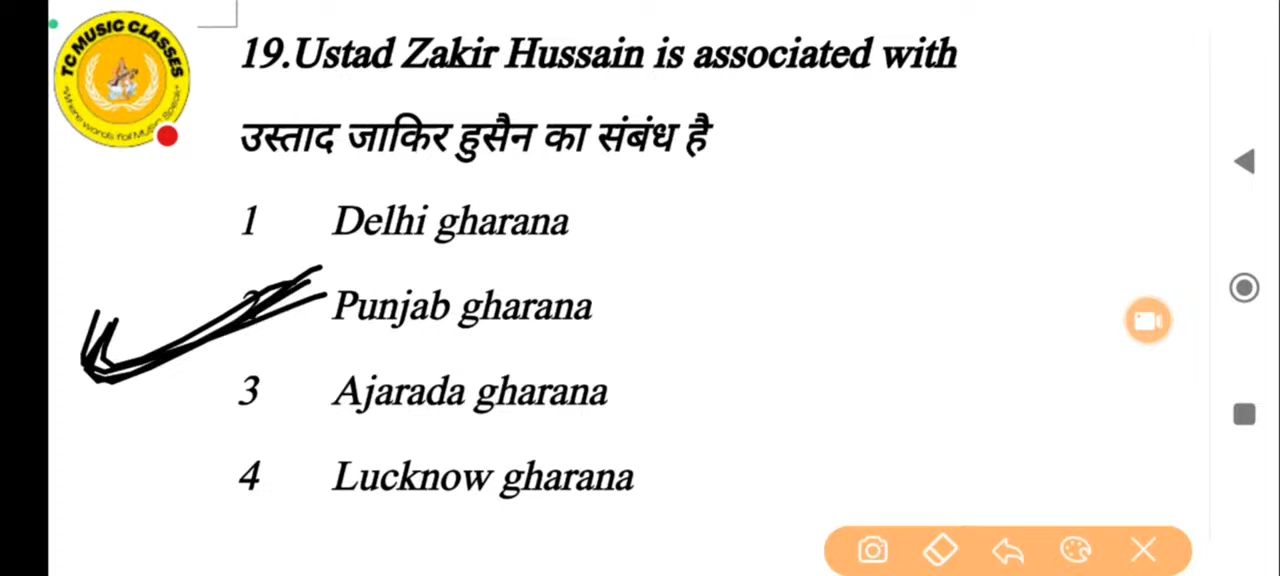 TC MUSIC CLASSES
19.Ustad Zakir Hussain is associated with
उस्ताद जाकिर हुसैन का संबंध है
1 Delhi gharana
2 Punjab gharana
3 Ajarada gharana
4 Lucknow gharana